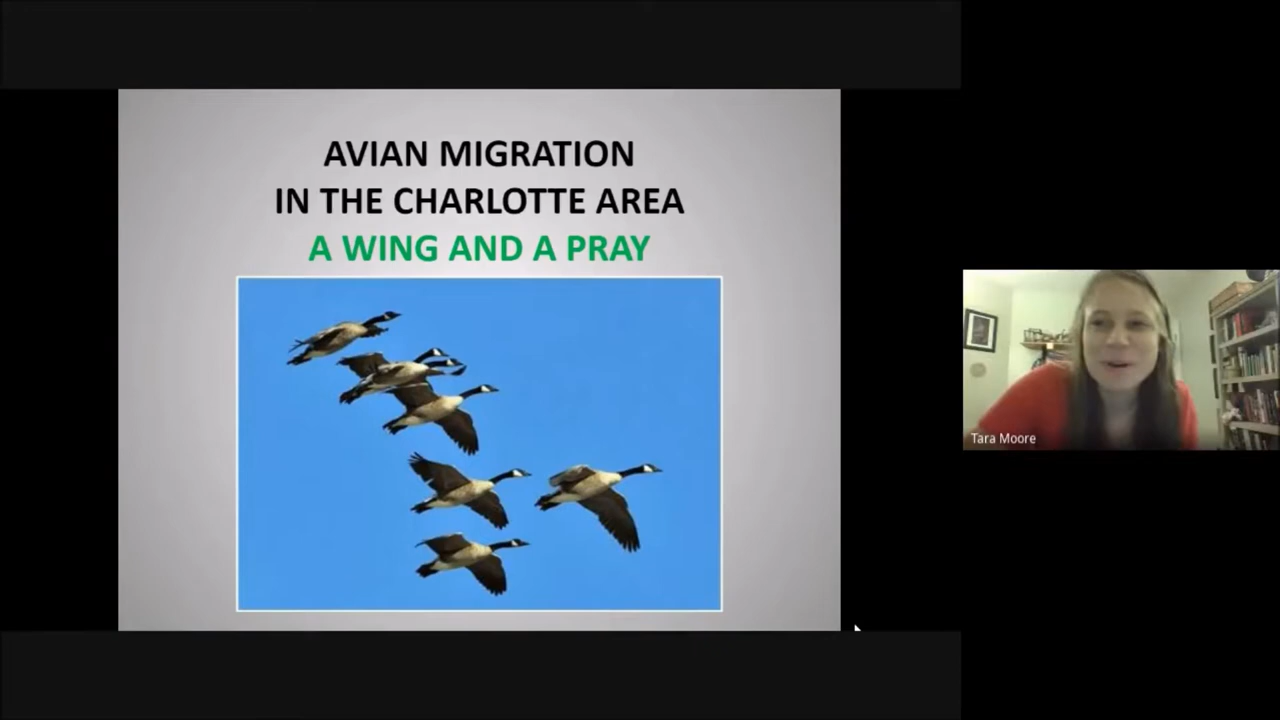 AVIAN MIGRATION
IN THE CHARLOTTE AREA
A WING AND A PRAY
Tara Moore